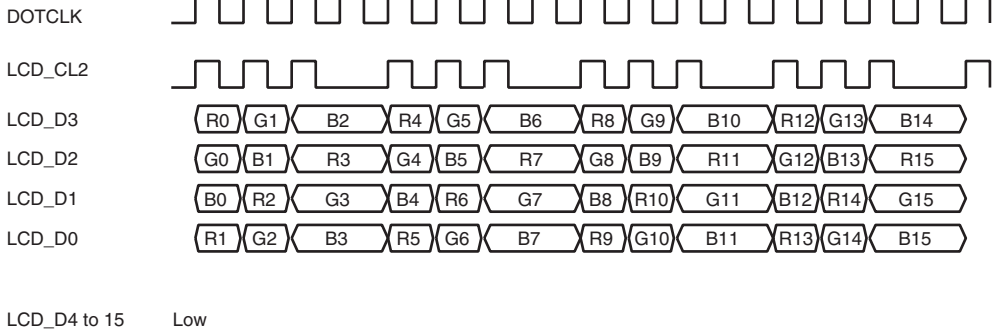 DOTCLK
LCD_CL2
LCD_D3 R0 G1 B2 R4 G5 B6 R8 G9 B10 R12 G13 B14
LCD_D2 G0 B1 R3 G4 B5 R7 G8 B9 R11 G12 B13 R15
LCD_D1 B0 R2 G3 B4 R6 G7 B8 R10 G11 B12 R14 G15
LCD_D0 R1 G2 B3 R5 G6 B7 R9 G10 B11 R13 G14 B15
LCD_D4 to 15 Low